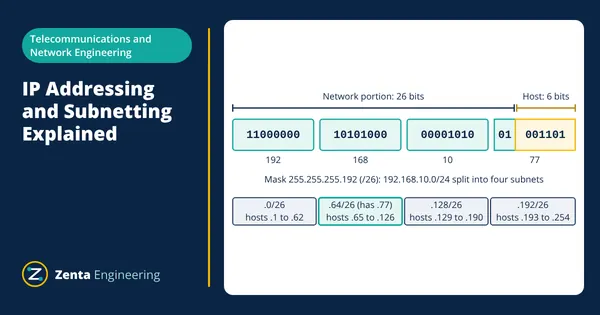 Telecommunications and
Network Engineering
IP Addressing
and Subnetting
Explained
Zenta Engineering
Network portion: 26 bits
Host: 6 bits
11000000 10101000 00001010 01 001101
192 168 10 77
Mask 255.255.255.192 (/26): 192.168.10.0/24 split into four subnets
.0/26
hosts .1 to .62
.64/26 (has .77)
hosts .65 to .126
.128/26
hosts .129 to .190
.192/26
hosts .193 to .254